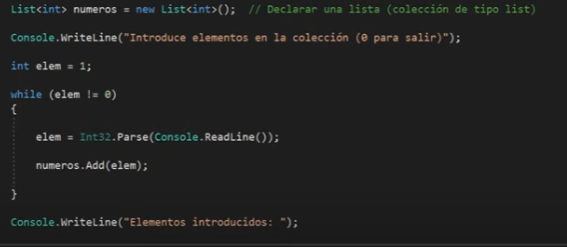 List<int> numeros = new List<int>();  // Declarar una lista (colección de tipo list)
Console.WriteLine("Introduce elementos en la colección (0 para salir)");
int elem = 1;
while (elem != 0)
{
elem = Int32.Parse(Console.ReadLine());
numeros.Add(elem);
}
Console.WriteLine("Elementos introducidos: ");